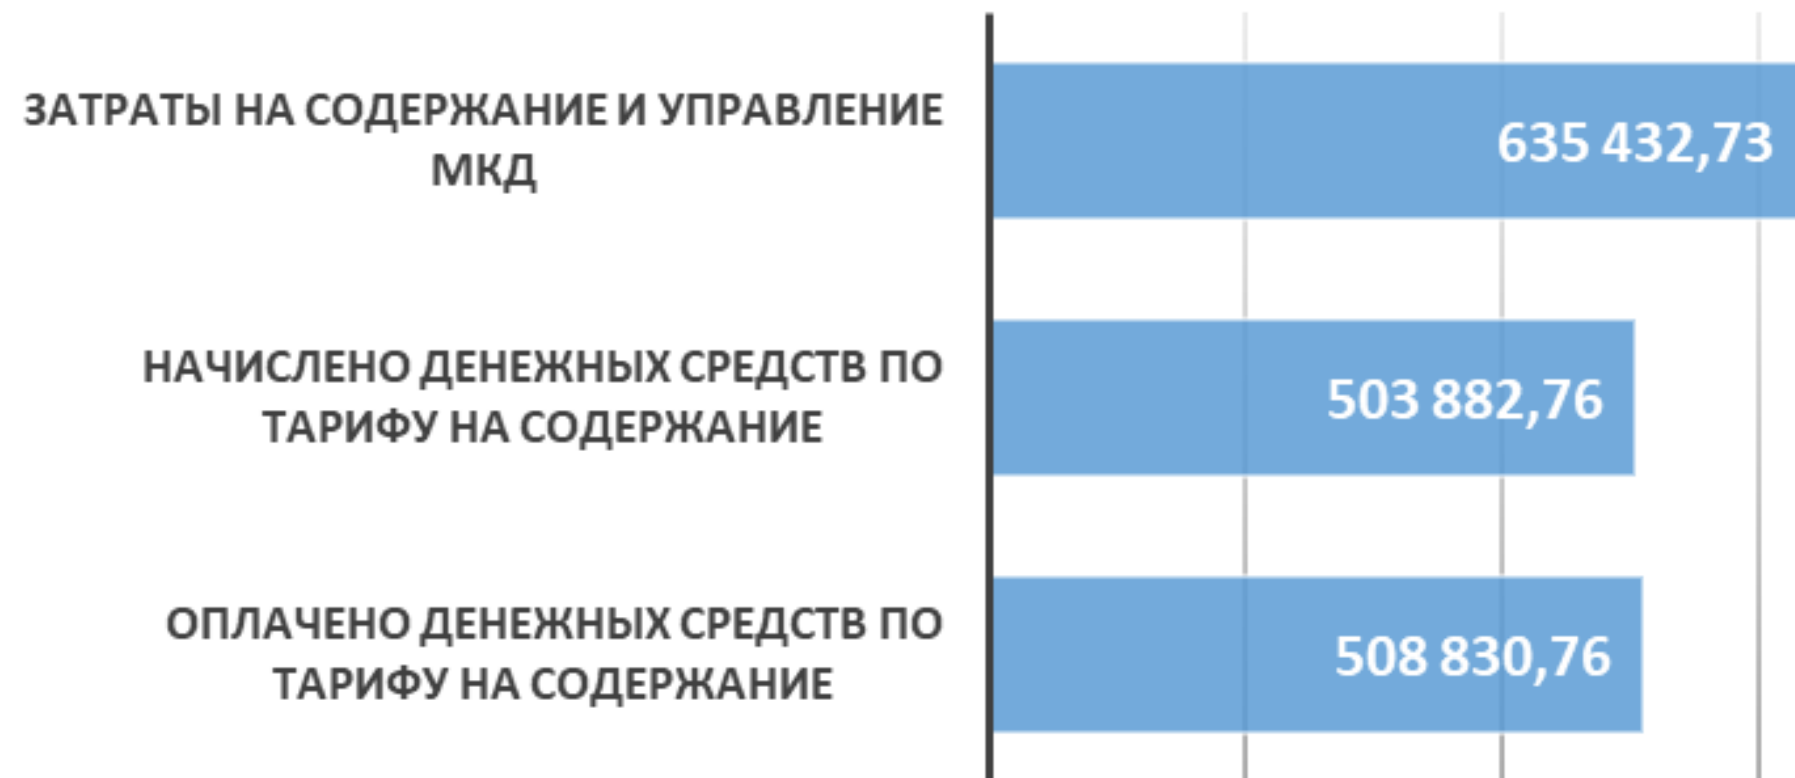 ЗАТРАТЫ НА СОДЕРЖАНИЕ И УПРАВЛЕНИЕ
МКД
635 432,73
НАЧИСЛЕНО ДЕНЕЖНЫХ СРЕДСТВ ПО
ТАРИФУ НА СОДЕРЖАНИЕ
503 882,76
ОПЛАЧЕНО ДЕНЕЖНЫХ СРЕДСТВ ПО
ТАРИФУ НА СОДЕРЖАНИЕ
508 830,76